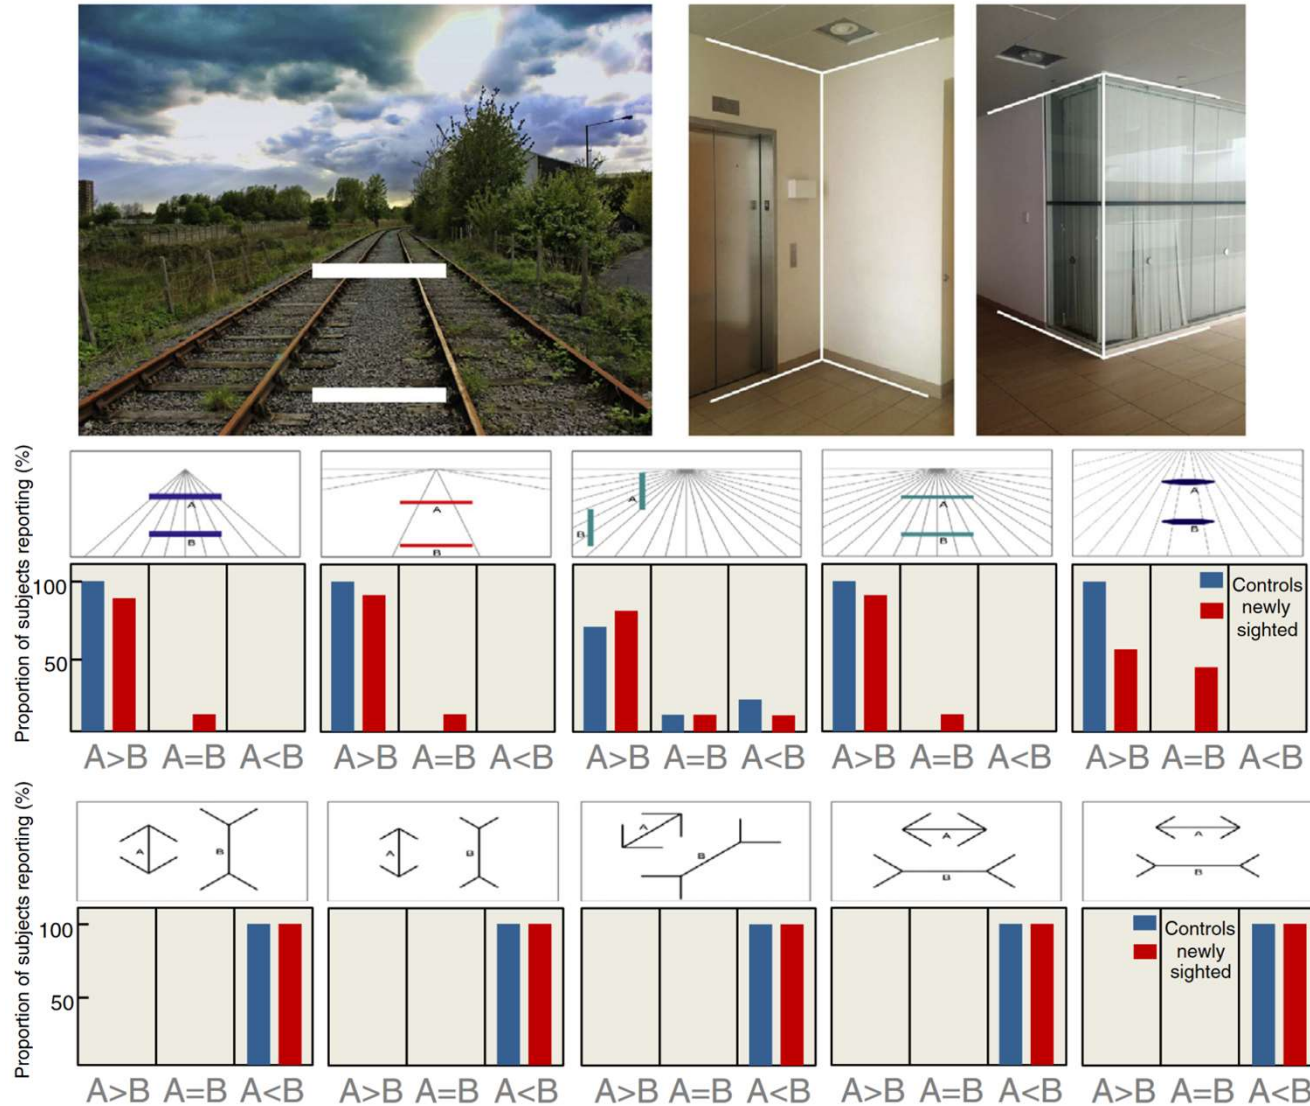 Proportion of subjects reporting (%)
A
B
A
B
A
B
A
B
A
B
100
50
Controls
newly
sighted
A>B A=B A<B
A>B A=B A<B
A>B A=B A<B
A>B A=B A<B
A>B A=B A<B
Proportion of subjects reporting (%)
A
B
A
B
A
B
A
B
A
B
100
50
Controls
newly
sighted
A>B A=B A<B
A>B A=B A<B
A>B A=B A<B
A>B A=B A<B
A>B A=B A<B